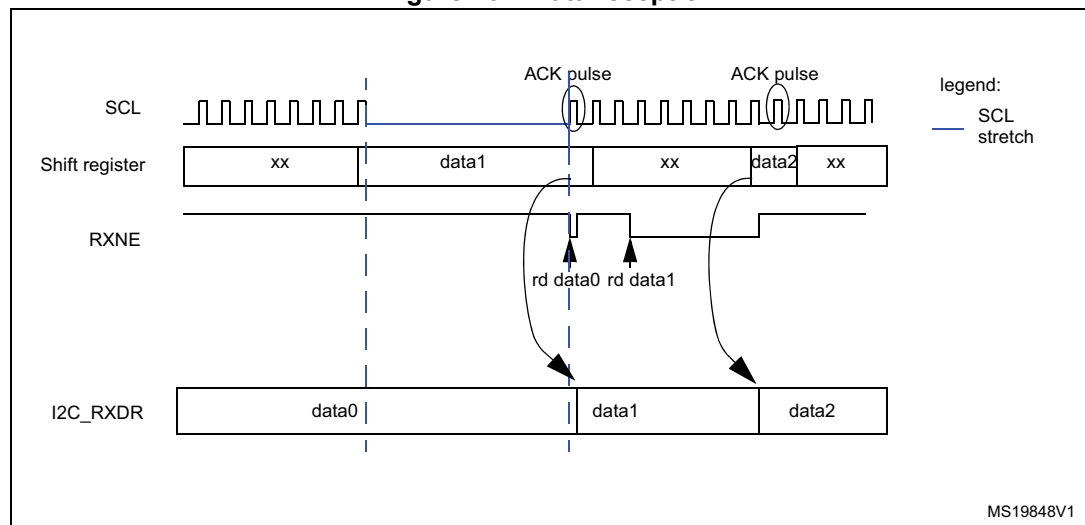 ACK pulse ACK pulse
legend:
SCL
SCL
stretch
Shift register xx data1 xx data2 xx
RXNE
rd data0 rd data1
I2C_RXDR data0 data1 data2
MS19848V1